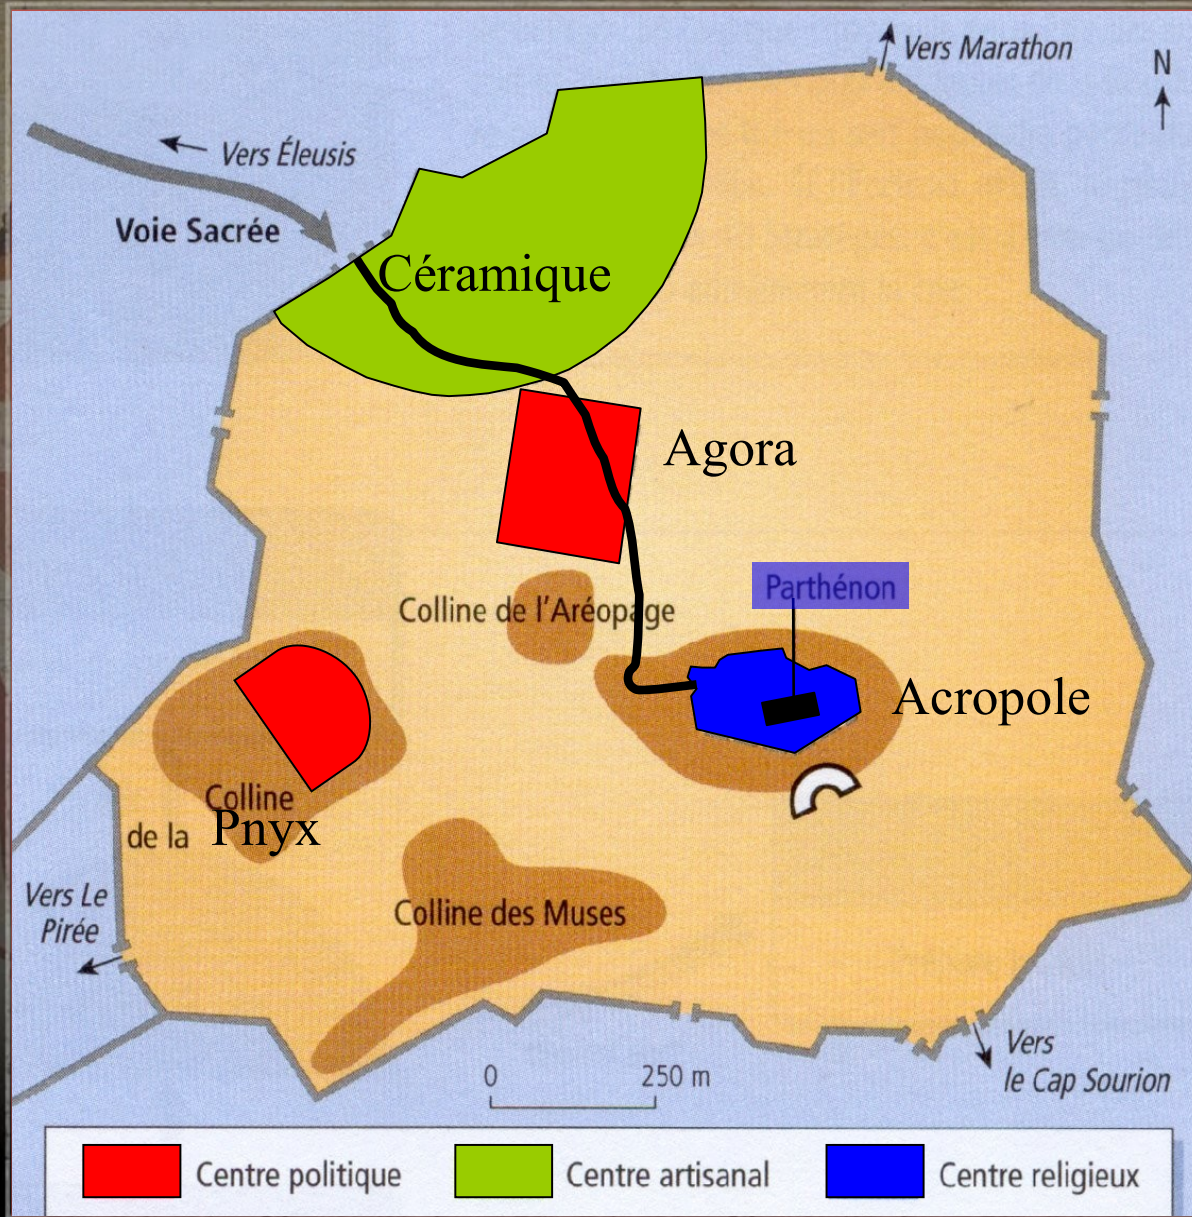 Vers Marathon
N
Vers Éleusis
Voie Sacrée
Céramique
Agora
Parthénon
Colline de l'Aréopage
Acropole
Colline
de la Pnyx
Vers Le
Pirée
Colline des Muses
Vers
le Cap Sourion
0 250 m
Centre politique
Centre artisanal
Centre religieux